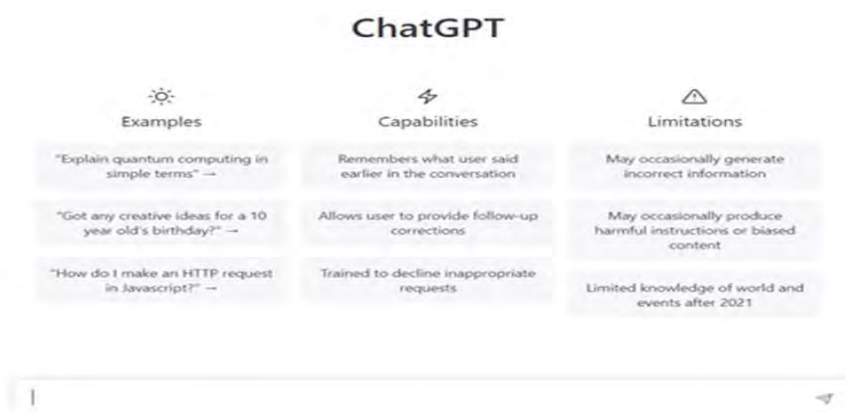 ChatGPT
Examples
"Explain quantum computing in
simple terms" →
"Got any creative ideas for a 10
year old's birthday?" →
"How do I make an HTTP request
in Javascript?" →
Capabilities
Remembers what user said
earlier in the conversation
Allows user to provide follow-up
corrections
Trained to decline inappropriate
requests
Limitations
May occasionally generate
incorrect information
May occasionally produce
harmful instructions or biased
content
Limited knowledge of world and
events after 2021